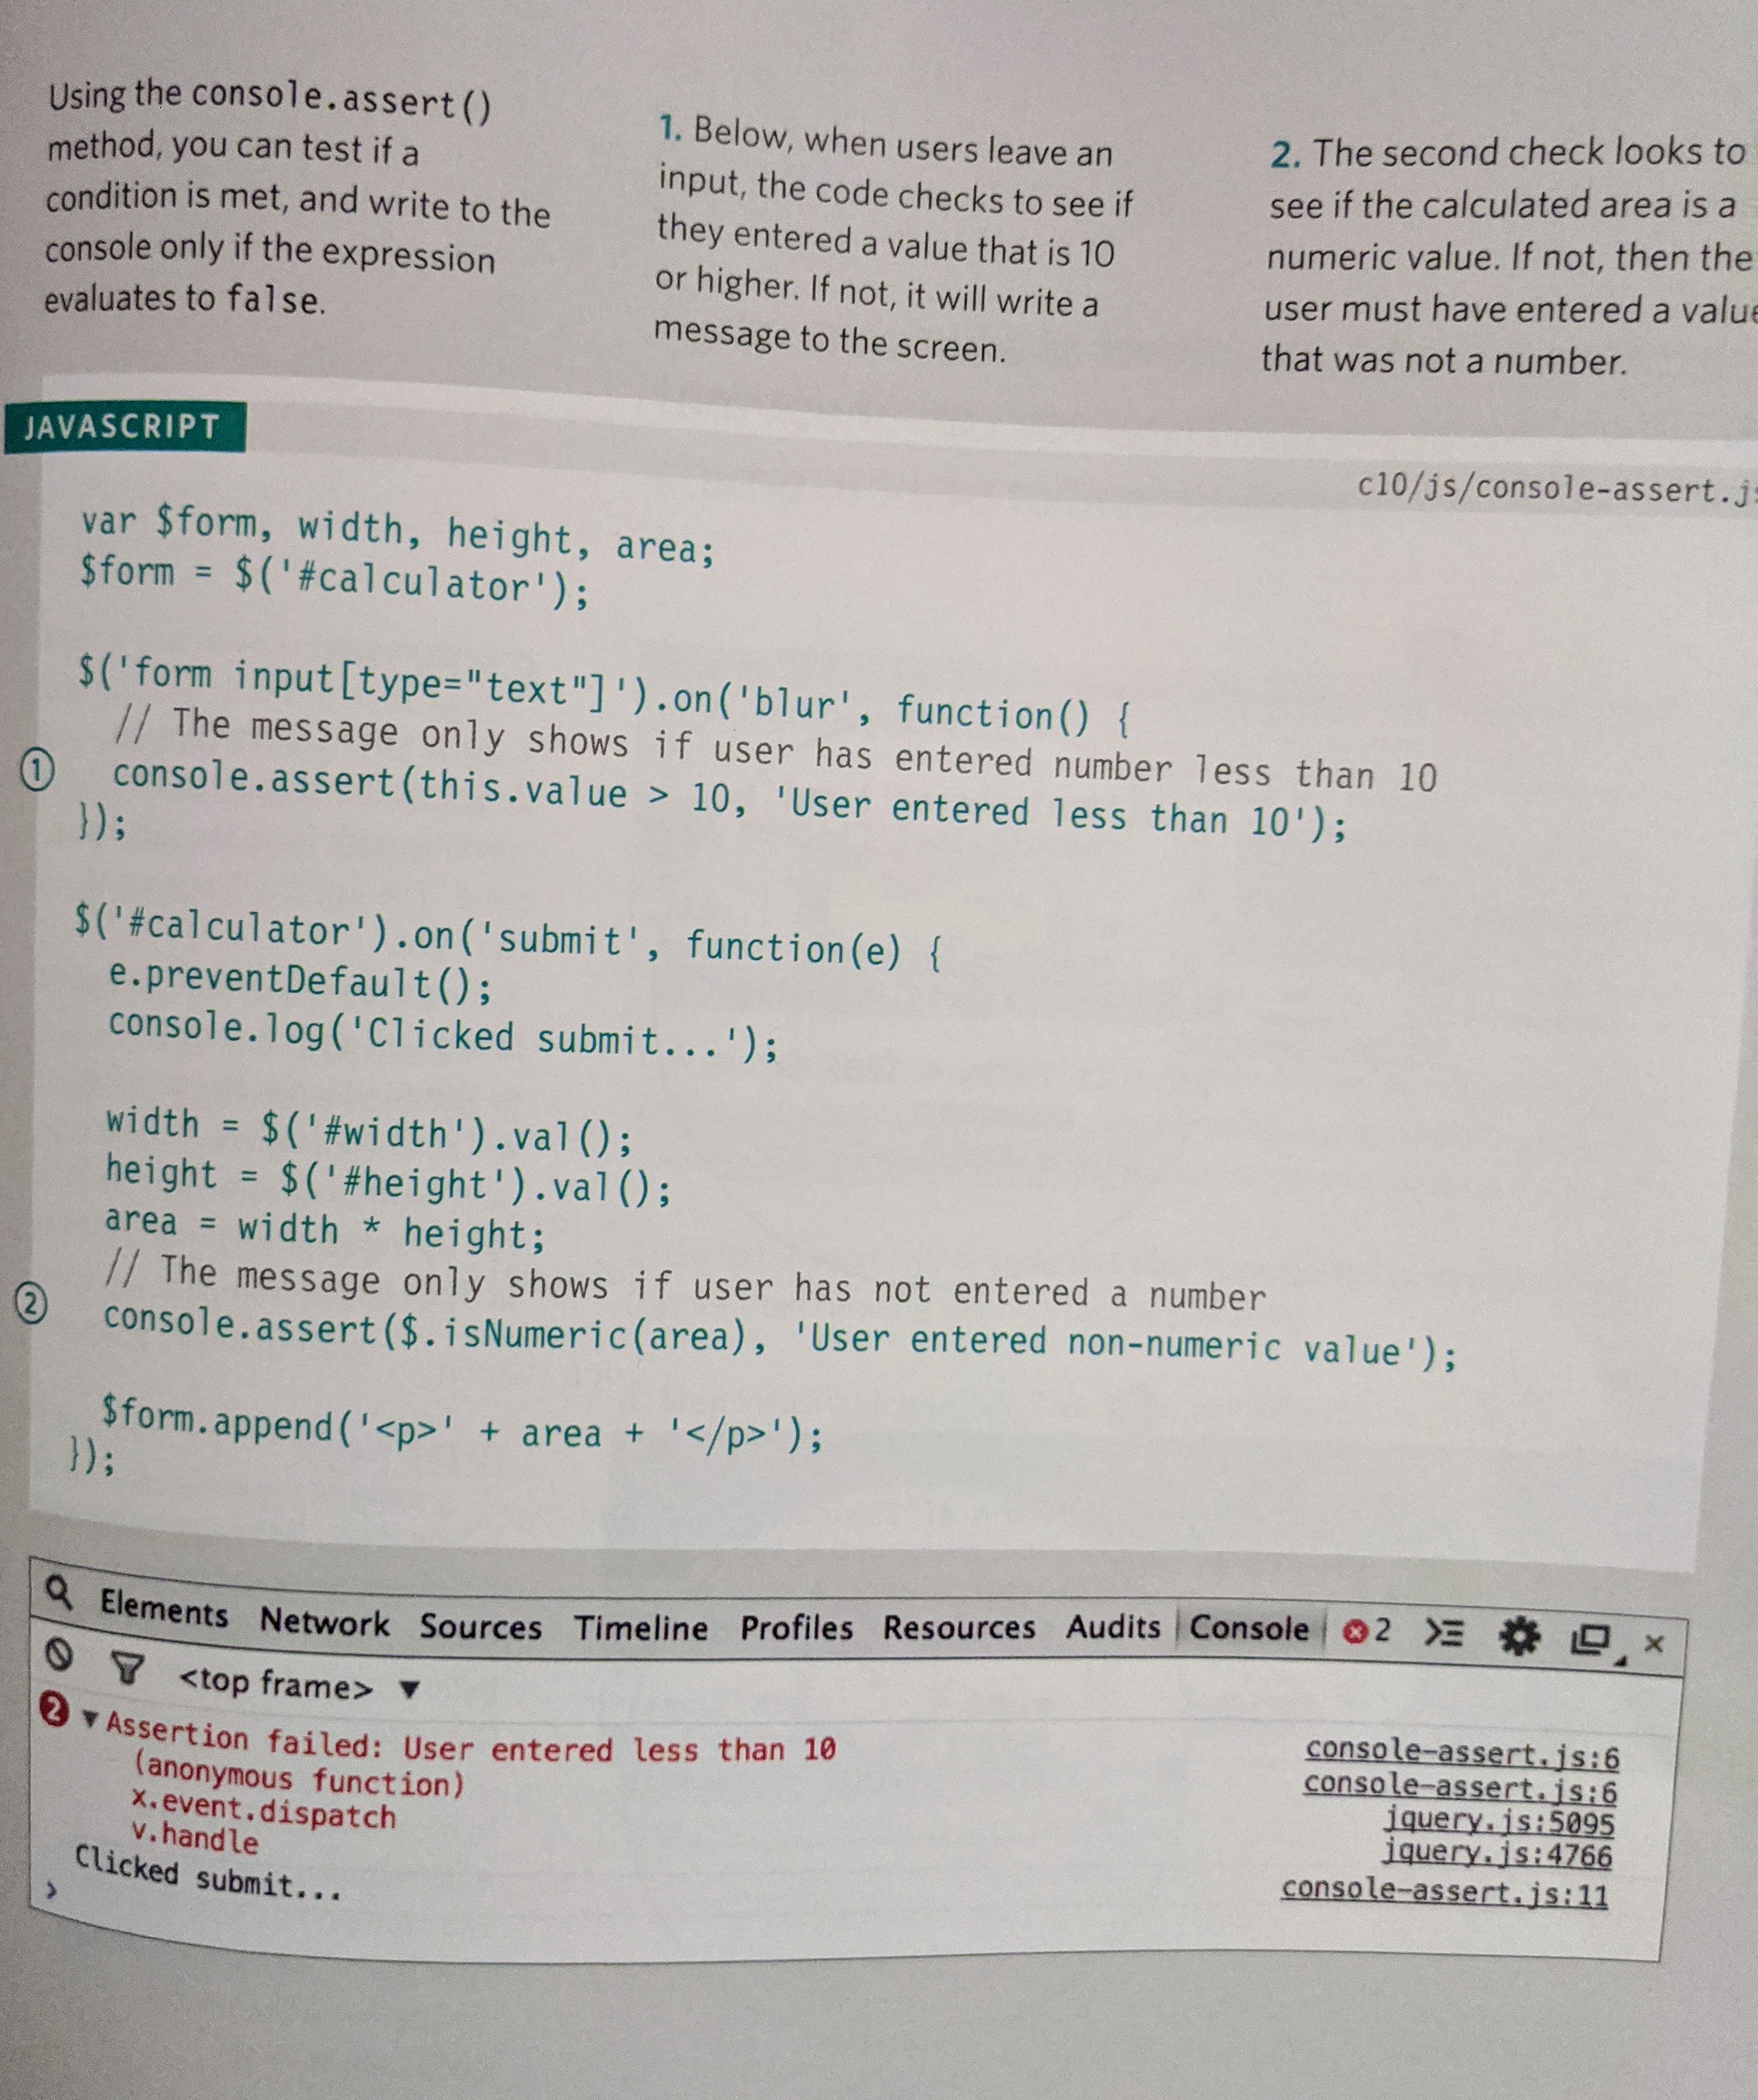 Using the console.assert()
method, you can test if a
condition is met, and write to the
console only if the expression
evaluates to false.
1. Below, when users leave an
input, the code checks to see if
they entered a value that is 10
or higher. If not, it will write a
message to the screen.
2. The second check looks to
see if the calculated area is a
numeric value. If not, then the
user must have entered a value
that was not a number.
JAVASCRIPT
c10/js/console-assert.js
var $form, width, height, area;
$form = $('#calculator');
$('form input[type="text"]').on('blur', function() {
// The message only shows if user has entered number less than 10
① console.assert(this.value > 10, 'User entered less than 10');
});
$('#calculator').on('submit', function(e) {
e.preventDefault();
console.log('Clicked submit...');
width = $('#width').val();
height = $('#height').val();
area = width * height;
// The message only shows if user has not entered a number
② console.assert($.isNumeric(area), 'User entered non-numeric value');
$form.append('<p>' + area + '</p>');
});
Elements Network Sources Timeline Profiles Resources Audits Console 2
<top frame> ▼
2 ▼ Assertion failed: User entered less than 10 console-assert.js:6
(anonymous function) console-assert.js:6
x.event.dispatch jquery.js:5095
v.handle jquery.js:4766
Clicked submit... console-assert.js:11